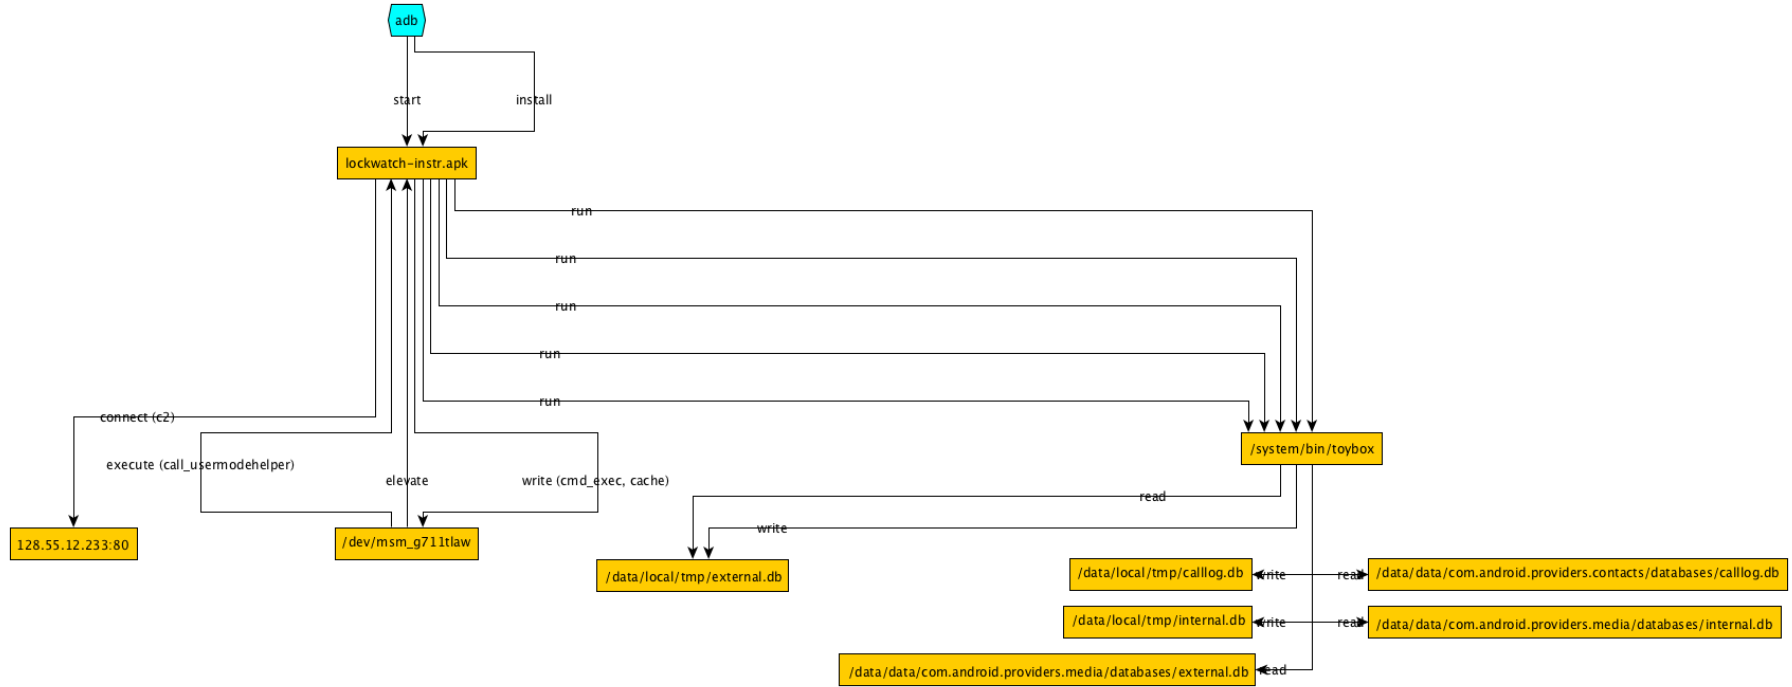 adb
start
install
lockwatch-instr.apk
run
run
run
run
run
connect (c2)
execute (call_usermodehelper)
elevate
write (cmd_exec, cache)
/system/bin/toybox
read
write
128.55.12.233:80
/dev/msm_g711tlaw
/data/local/tmp/external.db
/data/local/tmp/calllog.db
write
read
/data/data/com.android.providers.contacts/databases/calllog.db
/data/local/tmp/internal.db
write
read
/data/data/com.android.providers.media/databases/internal.db
/data/data/com.android.providers.media/databases/external.db
read